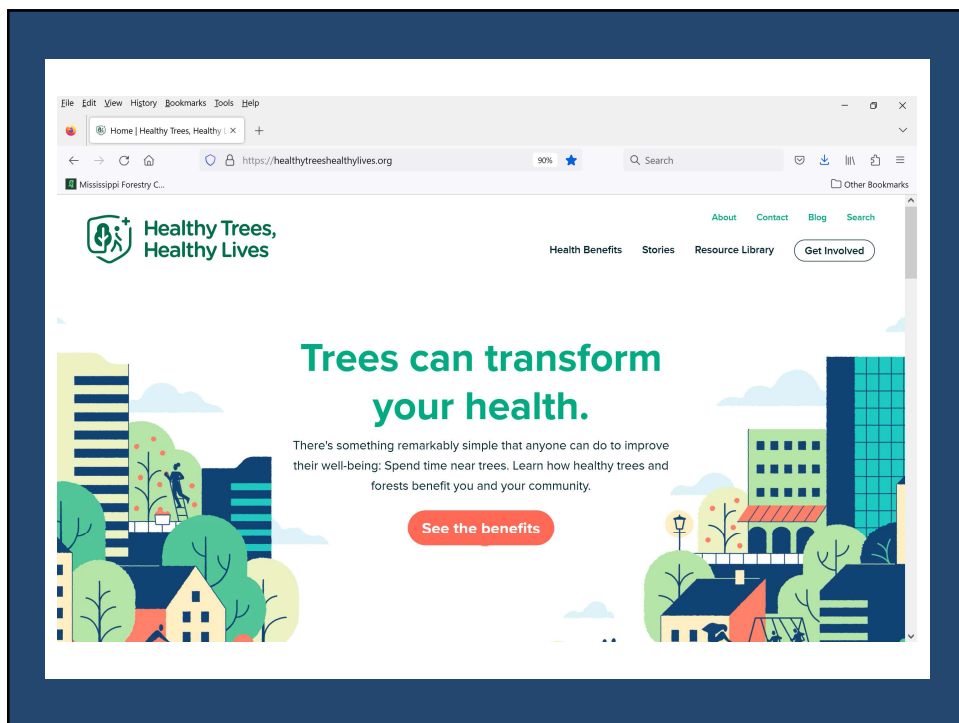 File Edit View History Bookmarks Tools Help
Home | Healthy Trees, Healthy L
https://healthytreeshealthylives.org 90% Search
Mississippi Forestry C... Other Bookmarks
About Contact Blog Search
Healthy Trees,
Healthy Lives
Health Benefits Stories Resource Library Get Involved
Trees can transform
your health.
There's something remarkably simple that anyone can do to improve
their well-being: Spend time near trees. Learn how healthy trees and
forests benefit you and your community.
See the benefits